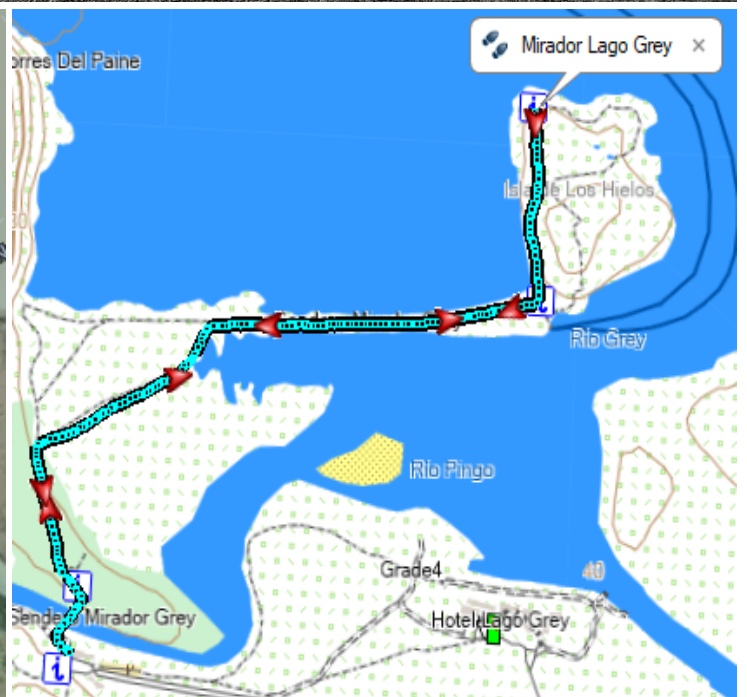 Mirador Lago Grey
orres Del Paine
Isla de Los Hielos
Rio Grey
Rio Pingo
Grade4
40
Sendero Mirador Grey
Hotel Lago Grey
P